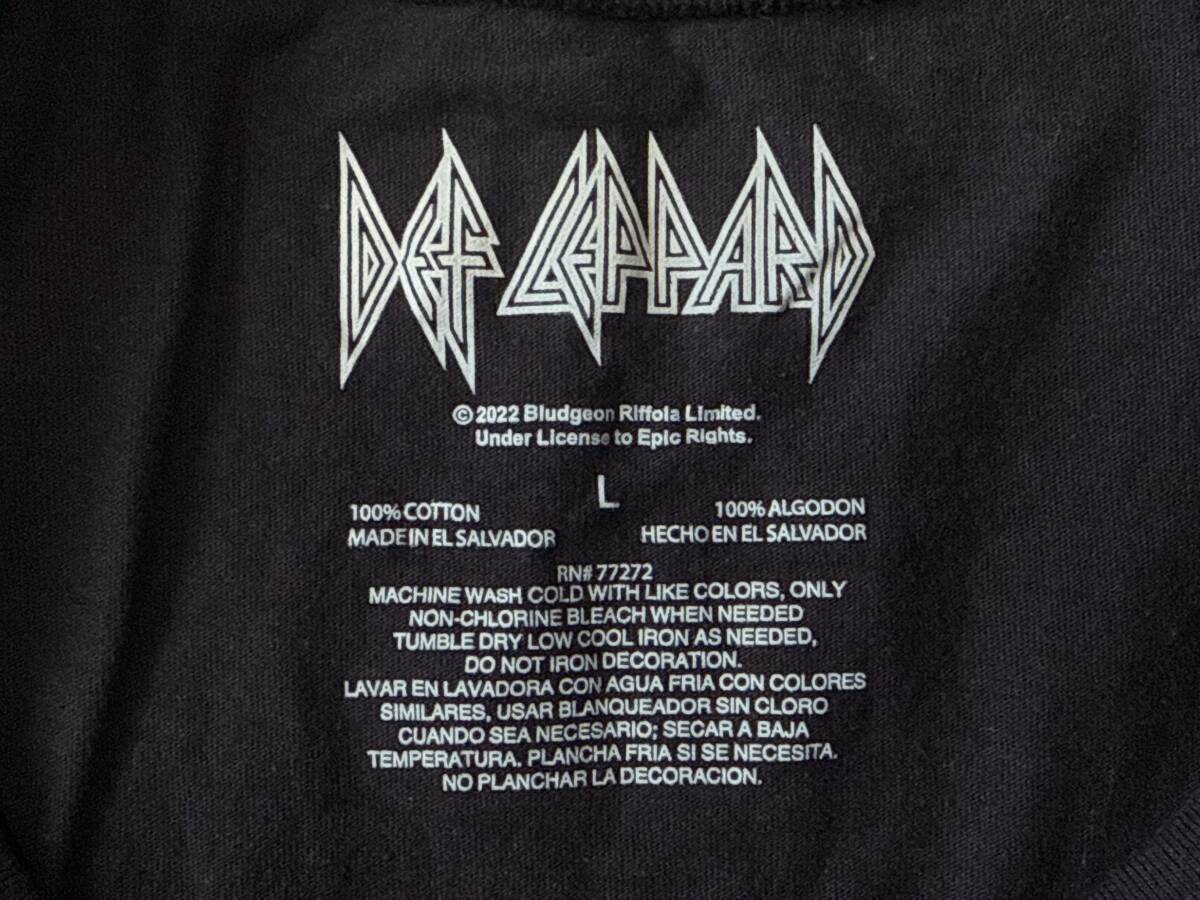 DEF LEPPARD
© 2022 Bludgeon Riffola Limited.
Under License to Epic Rights.
L
100% COTTON 100% ALGODON
MADE IN EL SALVADOR HECHO EN EL SALVADOR
RN# 77272
MACHINE WASH COLD WITH LIKE COLORS, ONLY
NON-CHLORINE BLEACH WHEN NEEDED
TUMBLE DRY LOW COOL IRON AS NEEDED,
DO NOT IRON DECORATION.
LAVAR EN LAVADORA CON AGUA FRIA CON COLORES
SIMILARES, USAR BLANQUEADOR SIN CLORO
CUANDO SEA NECESARIO; SECAR A BAJA
TEMPERATURA. PLANCHA FRIA SI SE NECESITA.
NO PLANCHAR LA DECORACION.